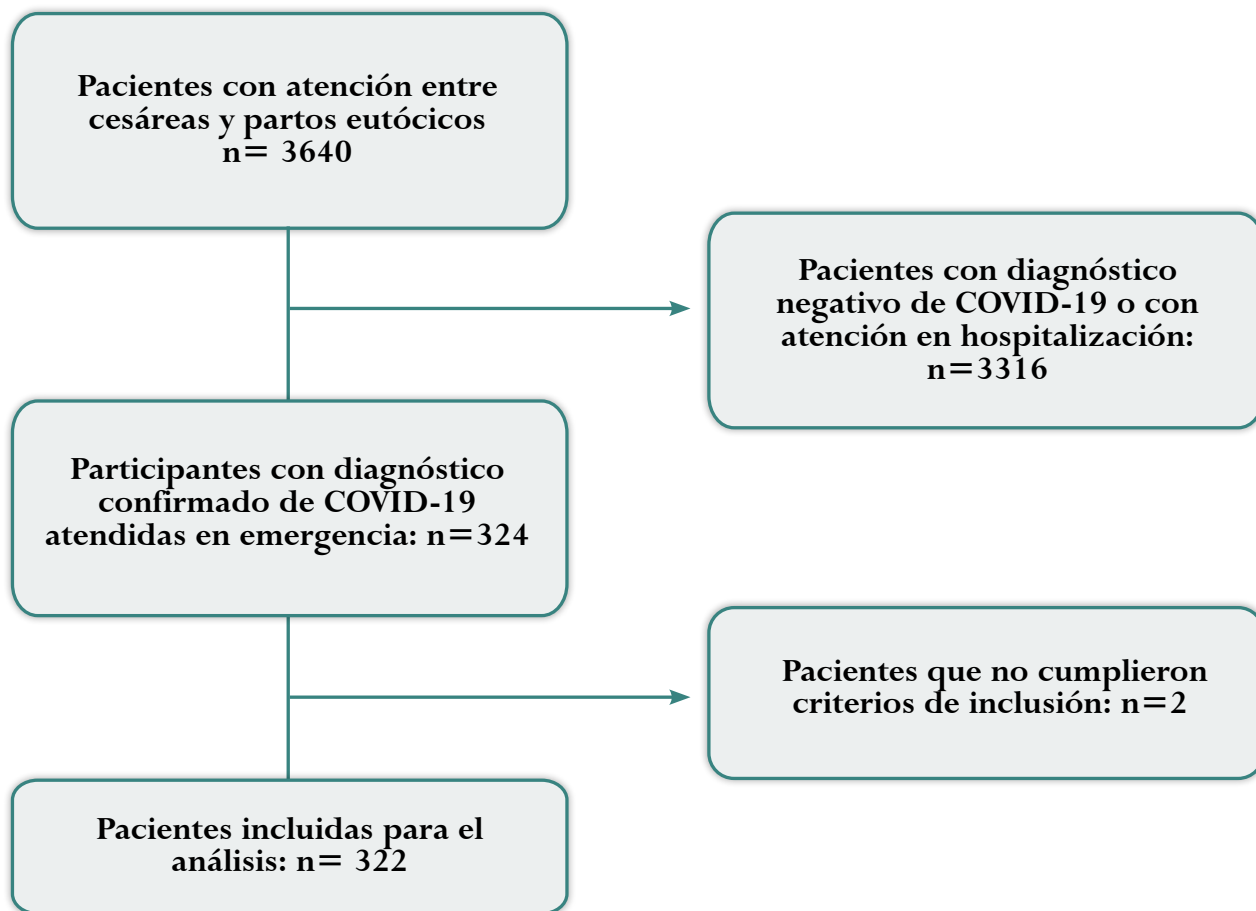 Pacientes con atención entre
cesáreas y partos eutócicos
n= 3640
Pacientes con diagnóstico
negativo de COVID-19 o con
atención en hospitalización:
n=3316
Participantes con diagnóstico
confirmado de COVID-19
atendidas en emergencia: n=324
Pacientes que no cumplieron
criterios de inclusión: n=2
Pacientes incluidas para el
análisis: n= 322